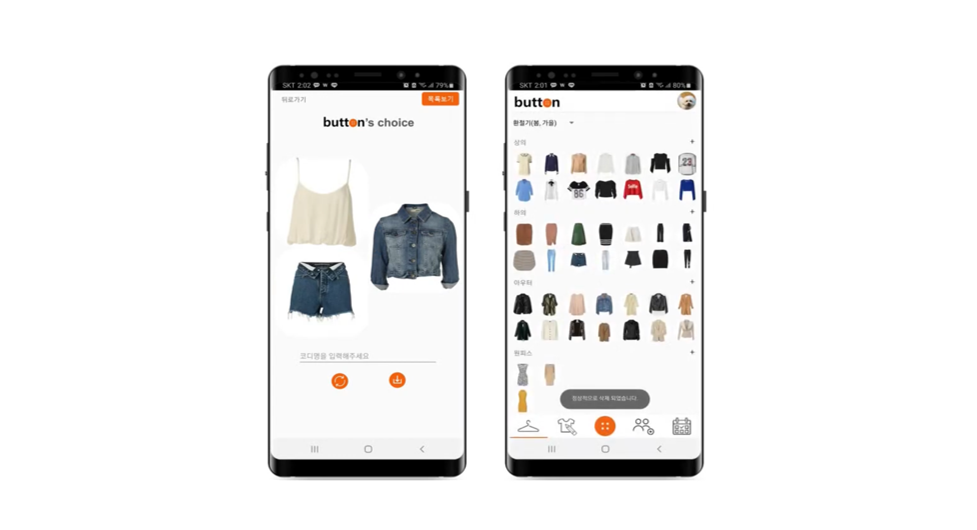 SKT 2:02
79%
뒤로가기
목록보기
button's choice
코디명을 입력해주세요
SKT 2:01
80%
button
환절기(봄, 가을)
상의
23
86
하의
아우터
원피스
정상적으로 삭제 되었습니다